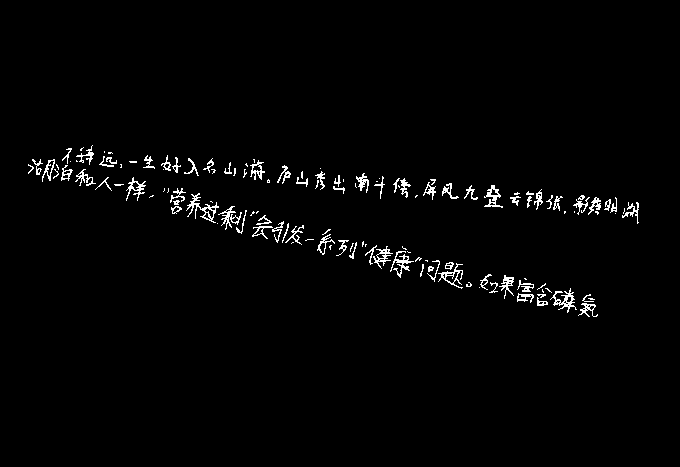 不辞远,一生好入名山游。庐山秀出南斗傍,屏风九叠云锦张,影落明湖
湖泊和人一样,“营养过剩”会引发一系列“健康”问题。如果富含磷氮